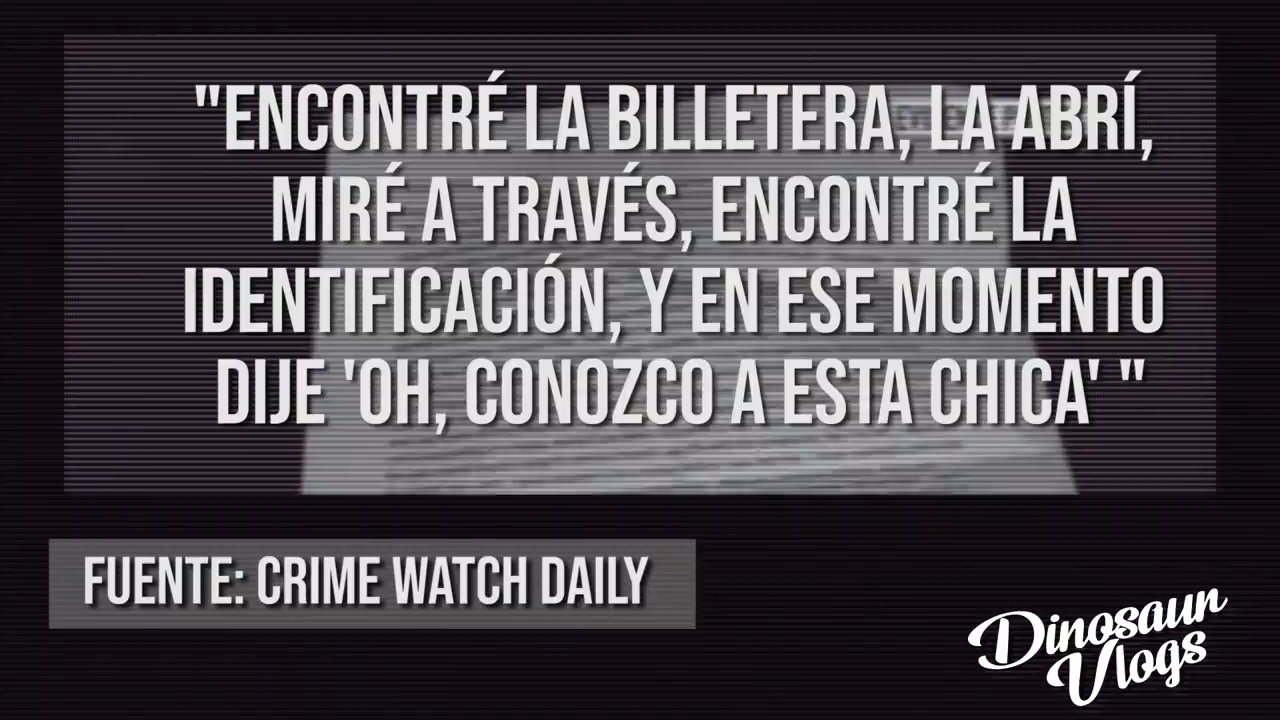 "ENCONTRÉ LA BILLETERA, LA ABRÍ,
MIRÉ A TRAVÉS, ENCONTRÉ LA
IDENTIFICACIÓN, Y EN ESE MOMENTO
DIJE 'OH, CONOZCO A ESTA CHICA' "
FUENTE: CRIME WATCH DAILY
Dinosaun
Vlogs